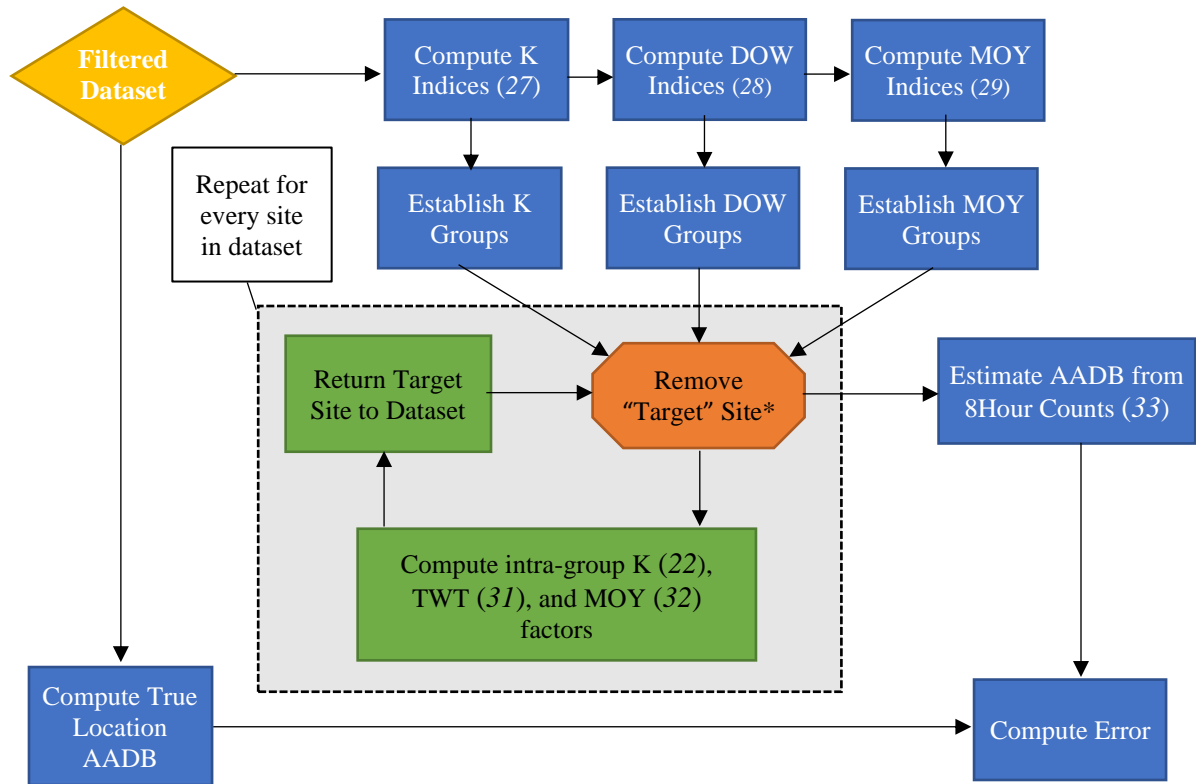 Filtered
Dataset
Compute K
Indices (27)
Compute DOW
Indices (28)
Compute MOY
Indices (29)
Repeat for
every site
in dataset
Establish K
Groups
Establish DOW
Groups
Establish MOY
Groups
Return Target
Site to Dataset
Remove
“Target” Site*
Estimate AADB from
8Hour Counts (33)
Compute intra-group K (22),
TWT (31), and MOY (32)
factors
Compute True
Location
AADB
Compute Error